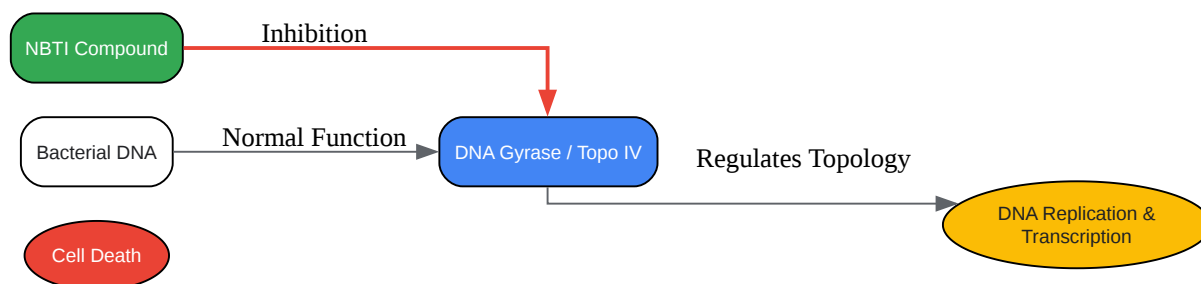 NBTI Compound
Inhibition
Bacterial DNA
Normal Function
DNA Gyrase / Topo IV
Regulates Topology
DNA Replication &
Transcription
Cell Death